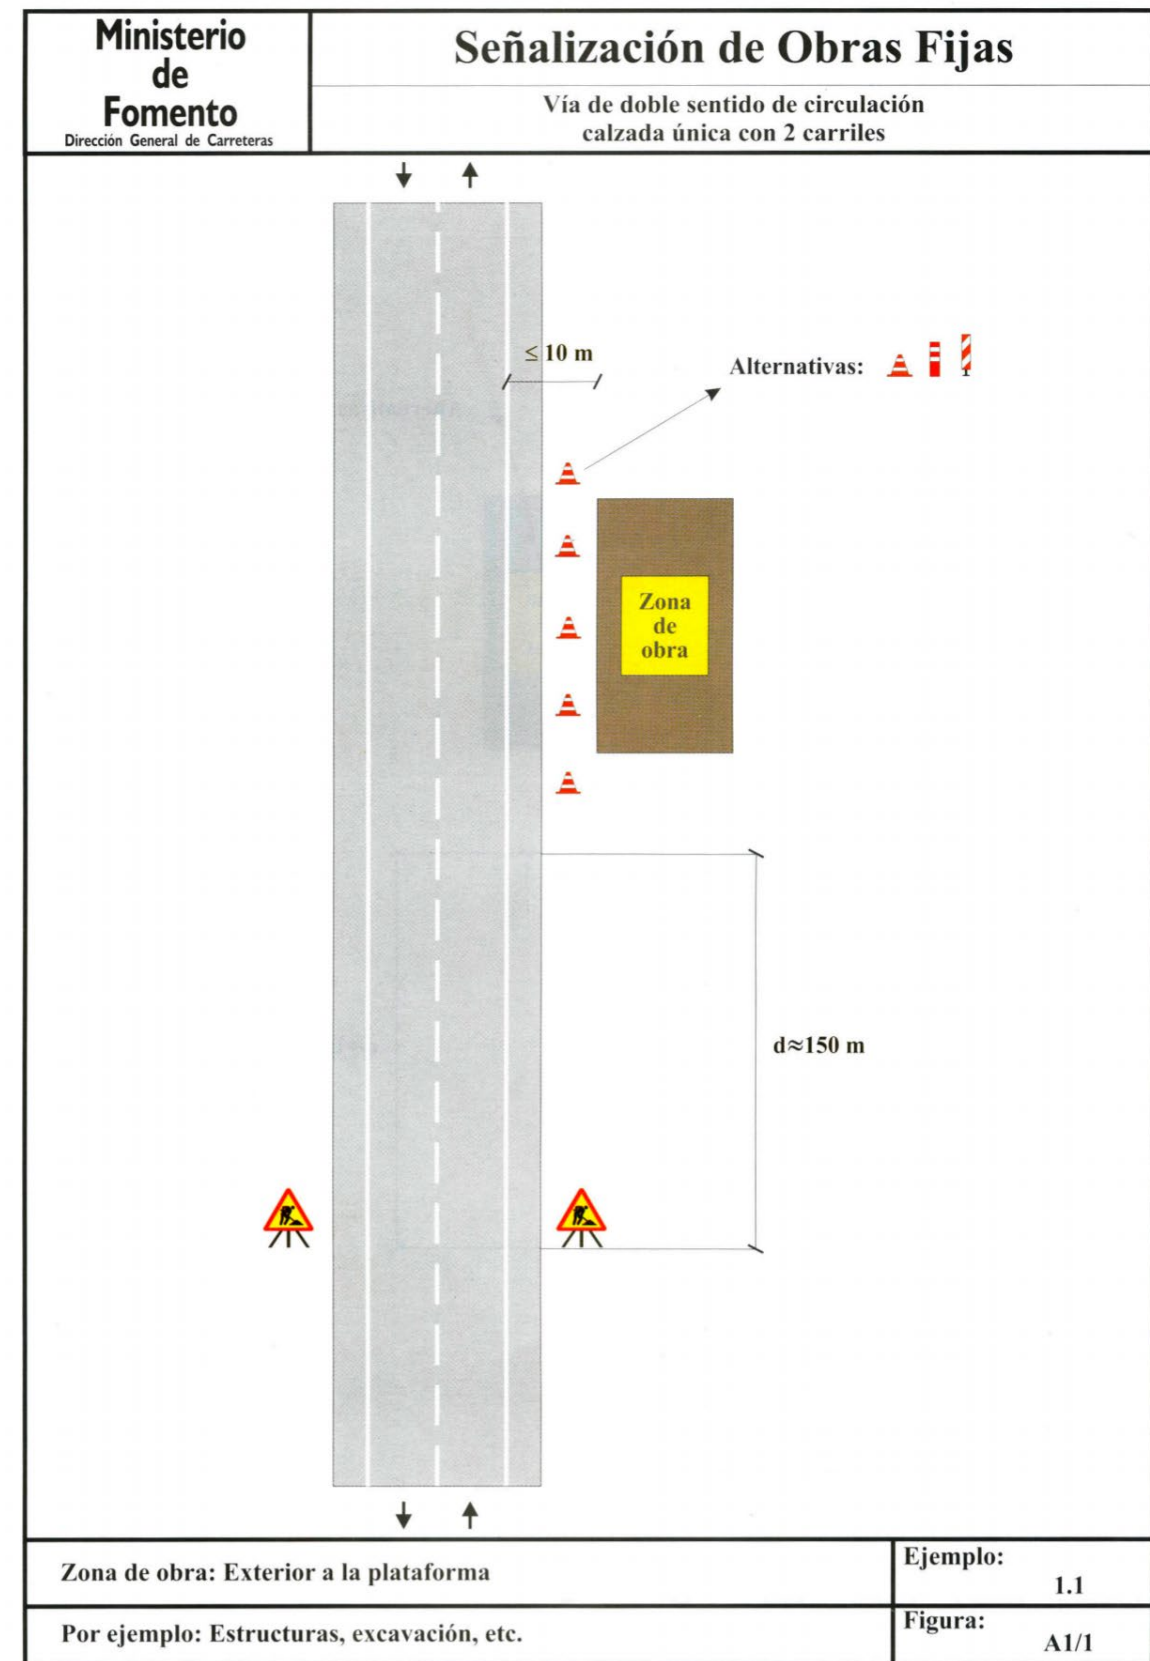 Ministerio
de
Fomento
Dirección General de Carreteras
Señalización de Obras Fijas
Vía de doble sentido de circulación
calzada única con 2 carriles
≤ 10 m
Alternativas:
Zona
de
obra
d≈150 m
Zona de obra: Exterior a la plataforma
Ejemplo:
1.1
Por ejemplo: Estructuras, excavación, etc.
Figura:
A1/1